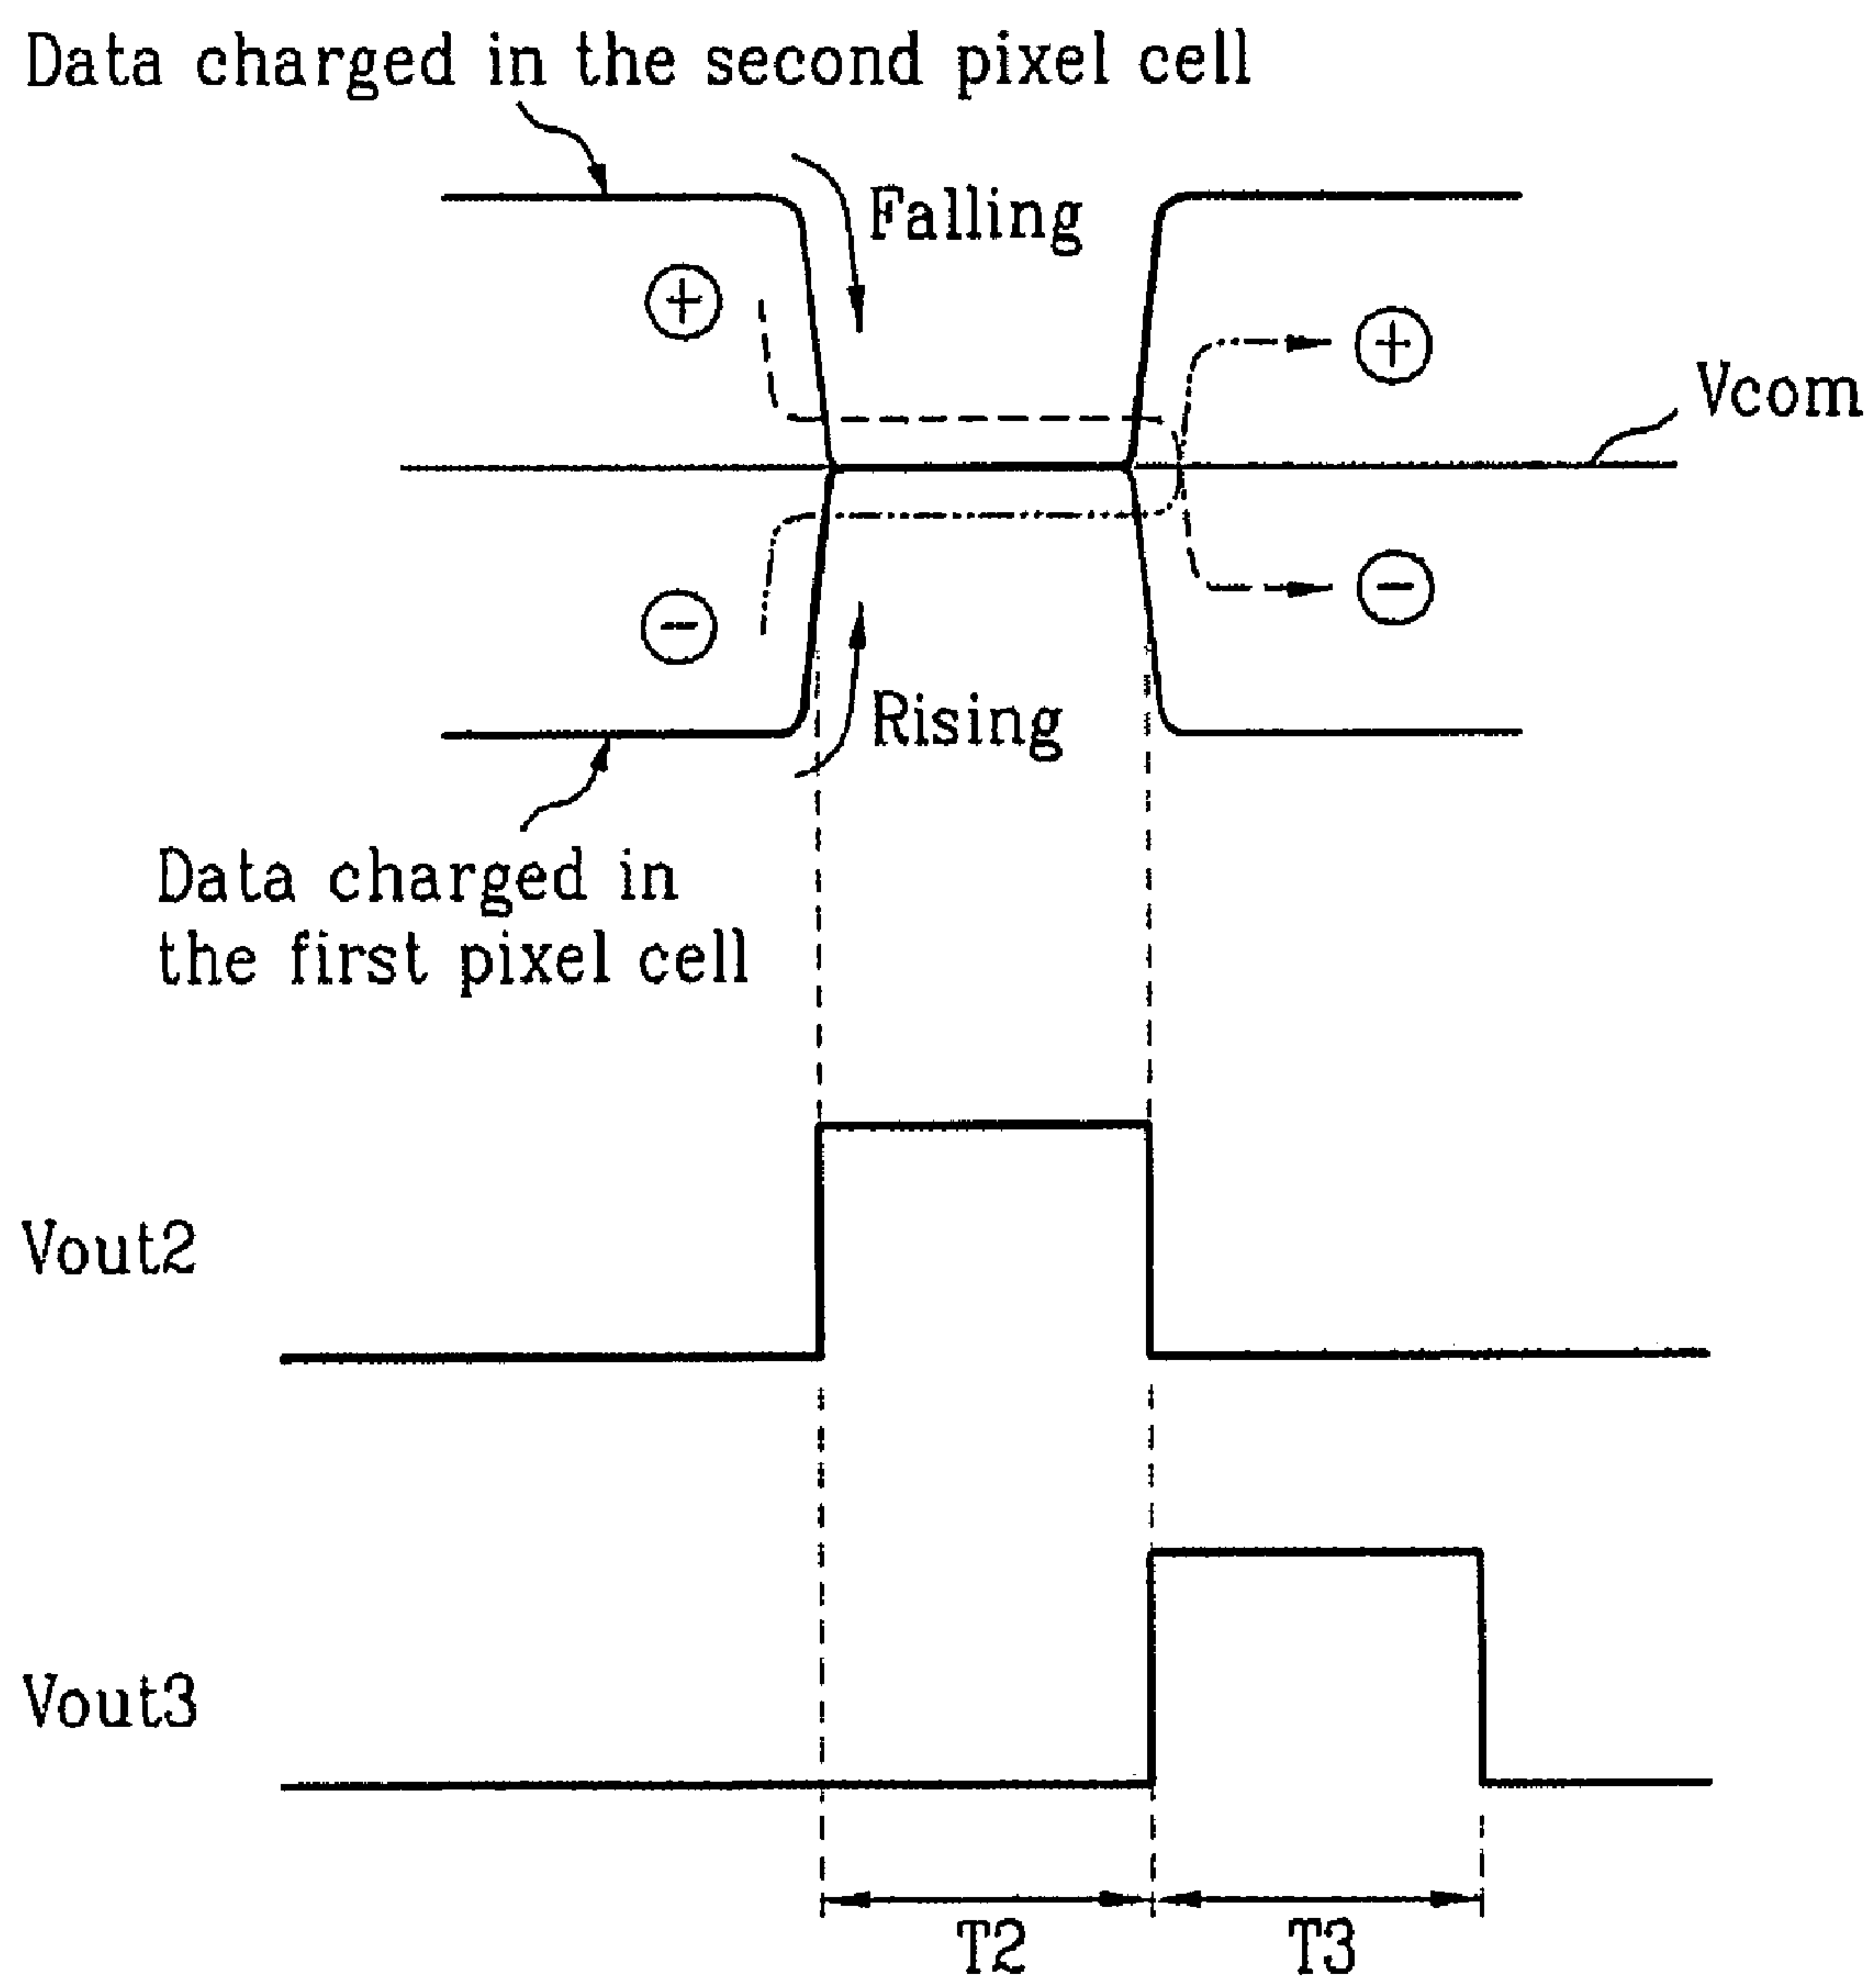 Data charged in the second pixel cell
Falling
+
+
Vcom
−
−
Rising
Data charged in
the first pixel cell
Vout2
Vout3
T2
T3